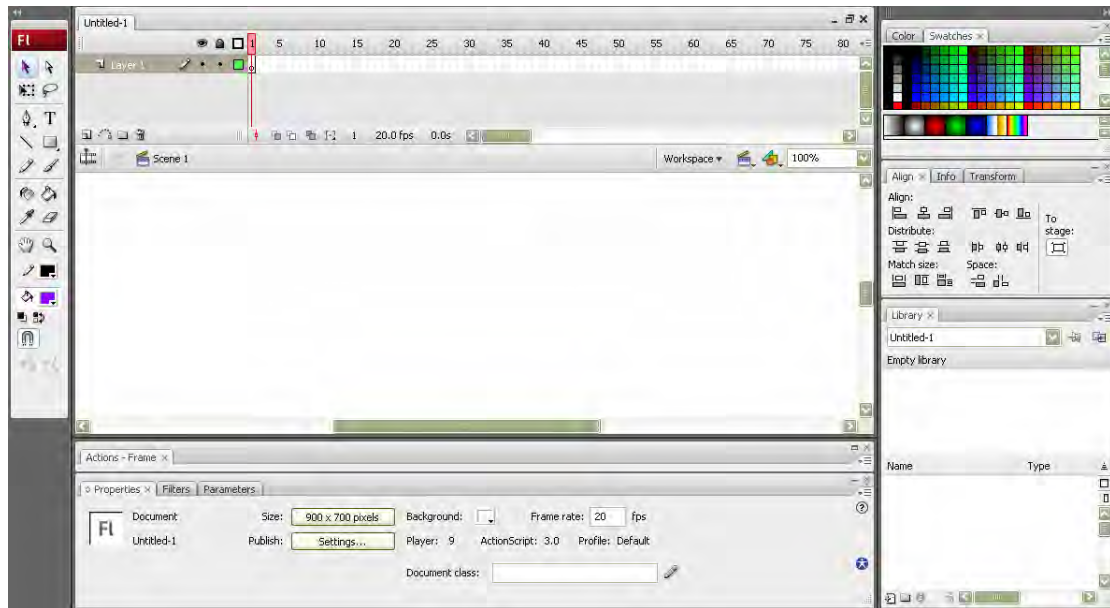 Untitled-1
Fl
1 5 10 15 20 25 30 35 40 45 50 55 60 65 70 75 80
Layer 1
T
1 20.0 fps 0.0s
Scene 1
Workspace
100%
Actions - Frame
Properties Filters Parameters
Fl
Document
Size: 900 x 700 pixels
Background:
Frame rate: 20 fps
Untitled-1
Publish: Settings...
Player: 9 ActionScript: 3.0 Profile: Default
Document class:
Color Swatches
Align Info Transform
Align:
To
stage:
Distribute:
Match size: Space:
Library
Untitled-1
Empty library
Name Type